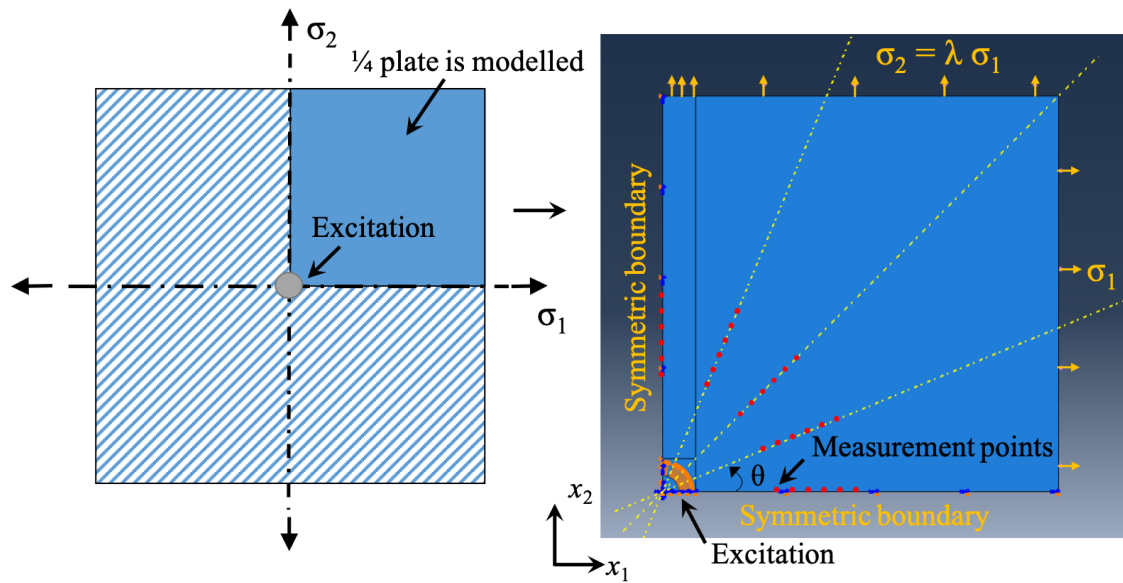 σ2
¼ plate is modelled
Excitation
σ1
σ2 = λ σ1
Symmetric boundary
σ1
Measurement points
θ
Symmetric boundary
Excitation
x2
x1